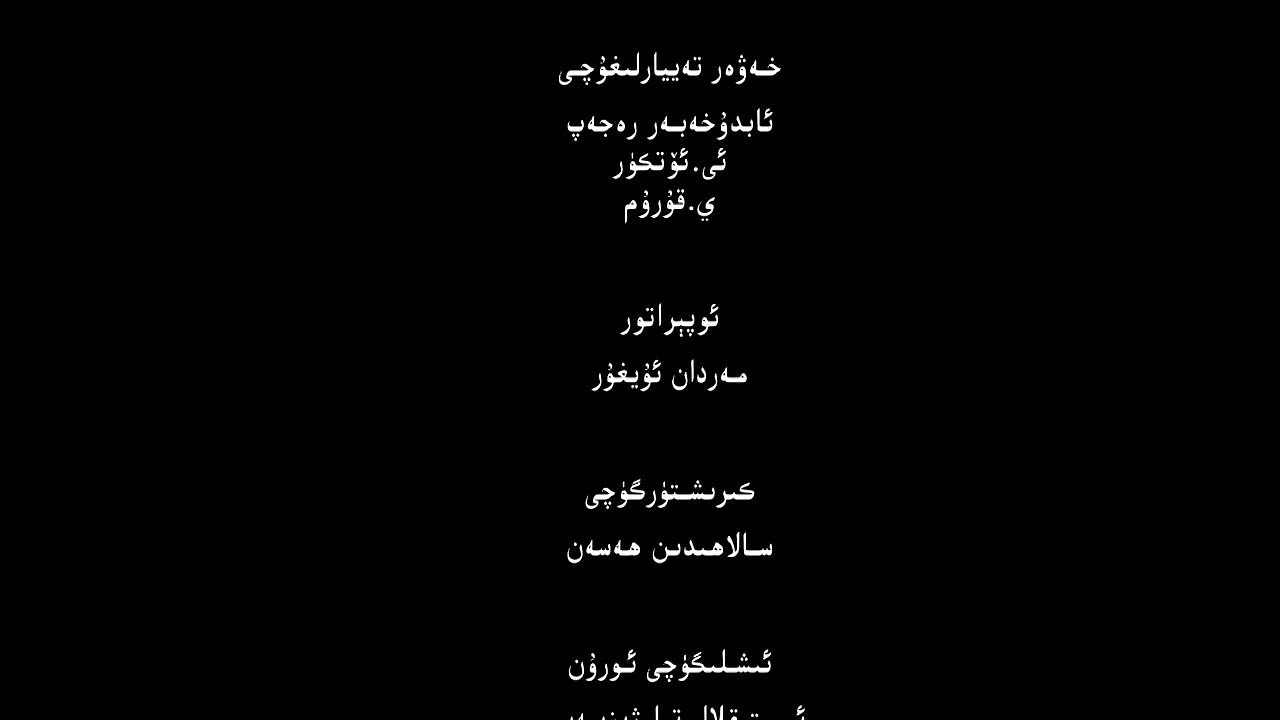 خەۋەر تەييارلىغۇچى
ئابدۇخەبەر رەجەپ
ئى.ئۆتكۈر
ي.قۇرۇم
ئوپېراتور
مەردان ئۇيغۇر
كىرىشتۈرگۈچى
سالاھىدىن ھەسەن
ئىشلىگۈچى ئورۇن